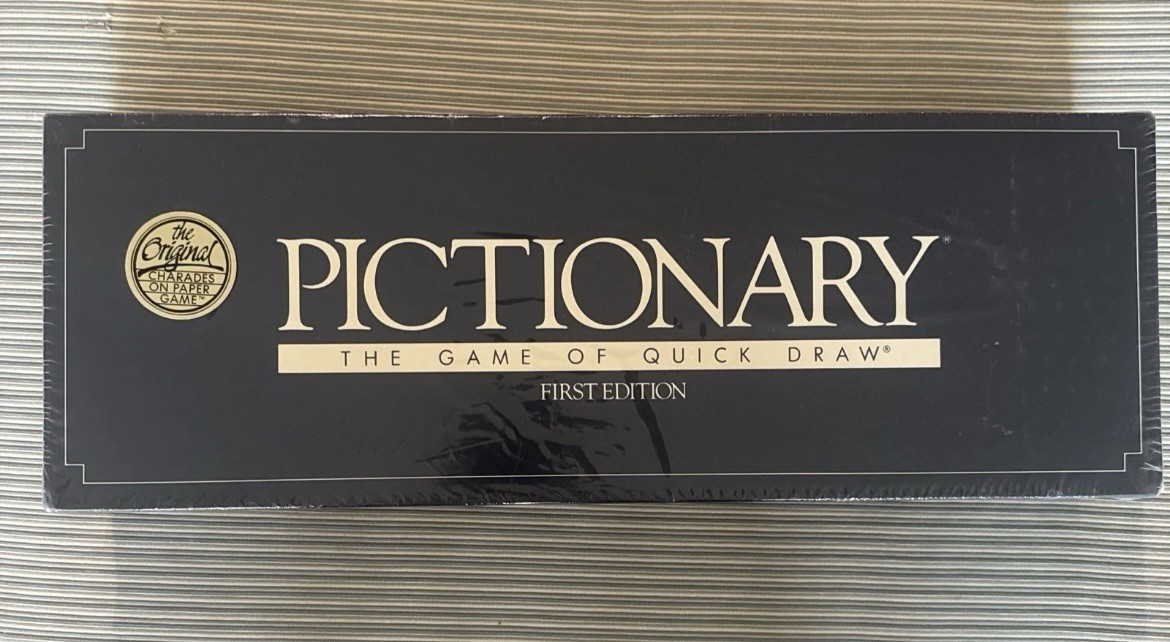 the
Original
CHARADES
ON PAPER
GAME™
PICTIONARY®
THE GAME OF QUICK DRAW®
FIRST EDITION